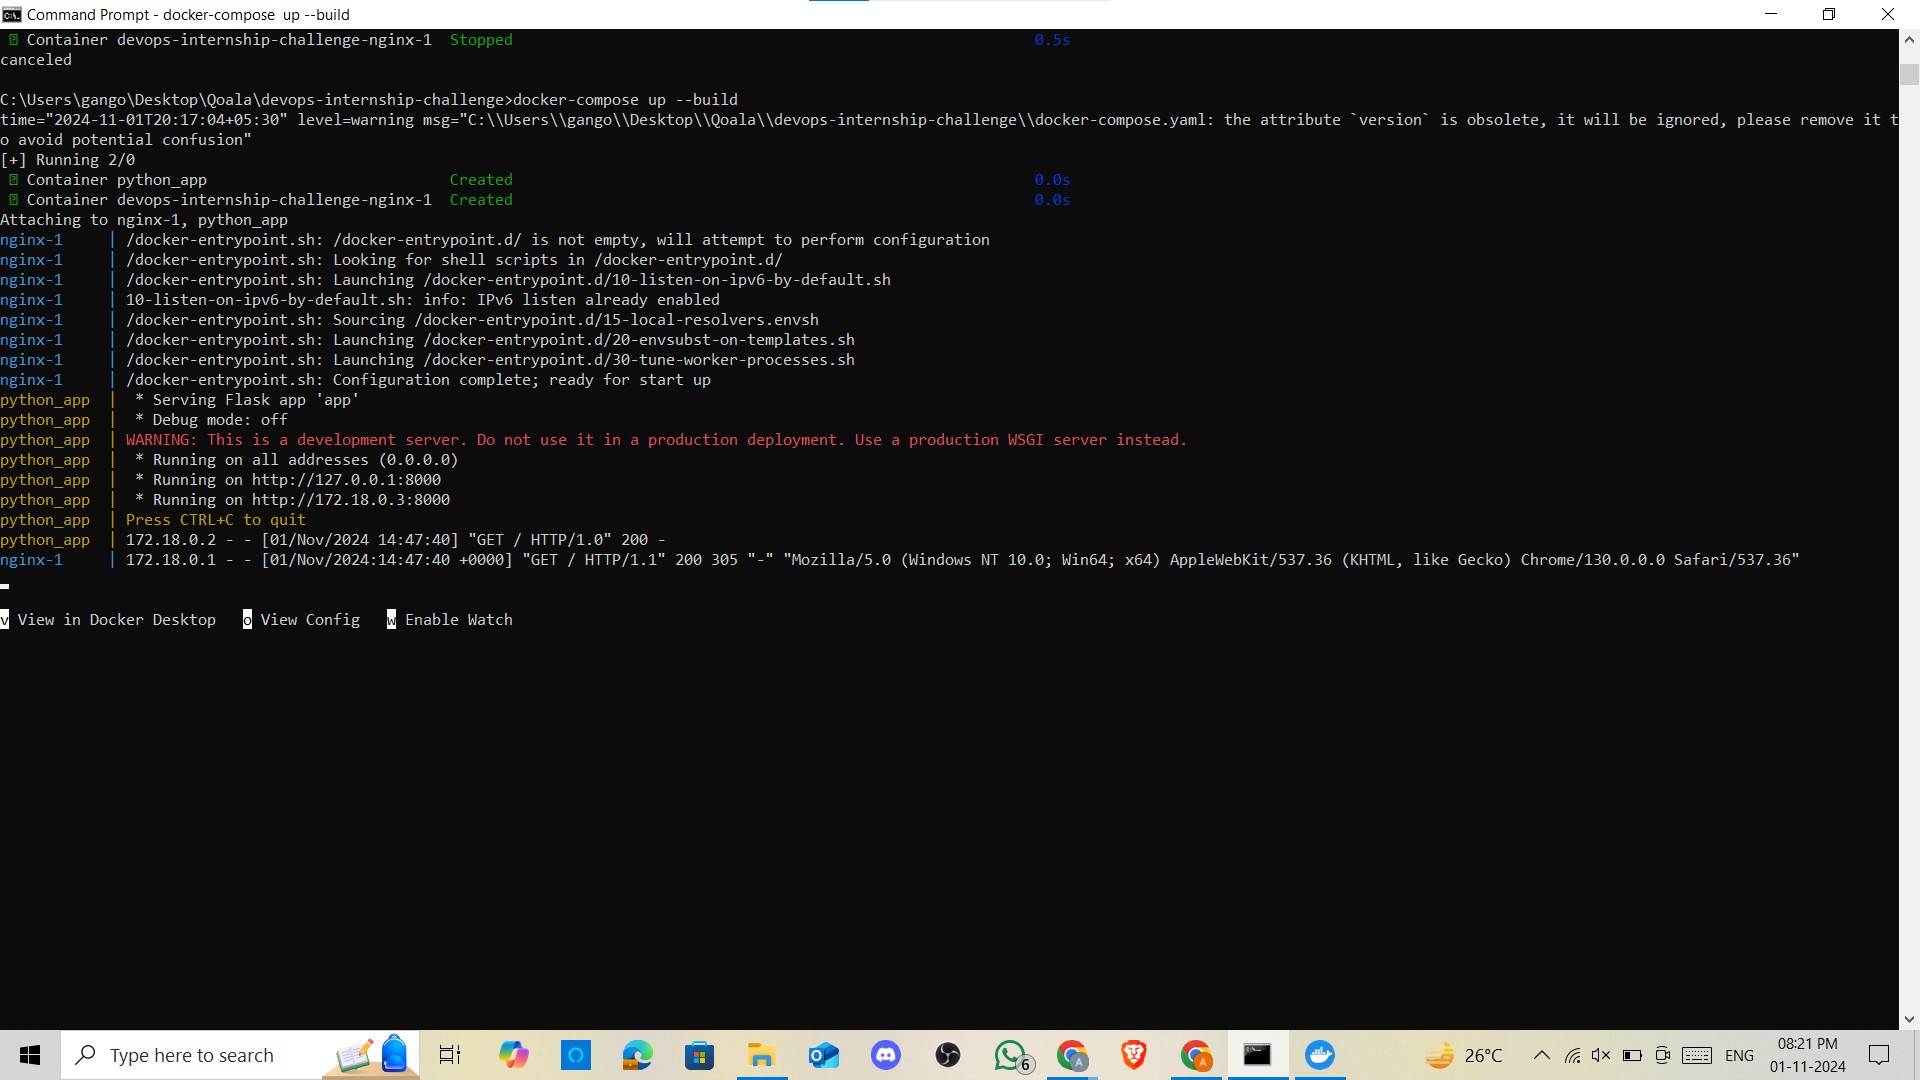 Command Prompt - docker-compose  up --build
Container devops-internship-challenge-nginx-1  Stopped  0.5s
canceled
C:\Users\gango\Desktop\Qoala\devops-internship-challenge>docker-compose up --build
time="2024-11-01T20:17:04+05:30" level=warning msg="C:\\Users\\gango\\Desktop\\Qoala\\devops-internship-challenge\\docker-compose.yaml: the attribute `version` is obsolete, it will be ignored, please remove it t
o avoid potential confusion"
[+] Running 2/0
Container python_app  Created  0.0s
Container devops-internship-challenge-nginx-1  Created  0.0s
Attaching to nginx-1, python_app
nginx-1     | /docker-entrypoint.sh: /docker-entrypoint.d/ is not empty, will attempt to perform configuration
nginx-1     | /docker-entrypoint.sh: Looking for shell scripts in /docker-entrypoint.d/
nginx-1     | /docker-entrypoint.sh: Launching /docker-entrypoint.d/10-listen-on-ipv6-by-default.sh
nginx-1     | 10-listen-on-ipv6-by-default.sh: info: IPv6 listen already enabled
nginx-1     | /docker-entrypoint.sh: Sourcing /docker-entrypoint.d/15-local-resolvers.envsh
nginx-1     | /docker-entrypoint.sh: Launching /docker-entrypoint.d/20-envsubst-on-templates.sh
nginx-1     | /docker-entrypoint.sh: Launching /docker-entrypoint.d/30-tune-worker-processes.sh
nginx-1     | /docker-entrypoint.sh: Configuration complete; ready for start up
python_app  |  * Serving Flask app 'app'
python_app  |  * Debug mode: off
python_app  | WARNING: This is a development server. Do not use it in a production deployment. Use a production WSGI server instead.
python_app  |  * Running on all addresses (0.0.0.0)
python_app  |  * Running on http://127.0.0.1:8000
python_app  |  * Running on http://172.18.0.3:8000
python_app  | Press CTRL+C to quit
python_app  | 172.18.0.2 - - [01/Nov/2024 14:47:40] "GET / HTTP/1.0" 200 -
nginx-1     | 172.18.0.1 - - [01/Nov/2024:14:47:40 +0000] "GET / HTTP/1.1" 200 305 "-" "Mozilla/5.0 (Windows NT 10.0; Win64; x64) AppleWebKit/537.36 (KHTML, like Gecko) Chrome/130.0.0.0 Safari/537.36"
v View in Docker Desktop   o View Config   w Enable Watch
Type here to search
6
26°C
ENG
08:21 PM
01-11-2024